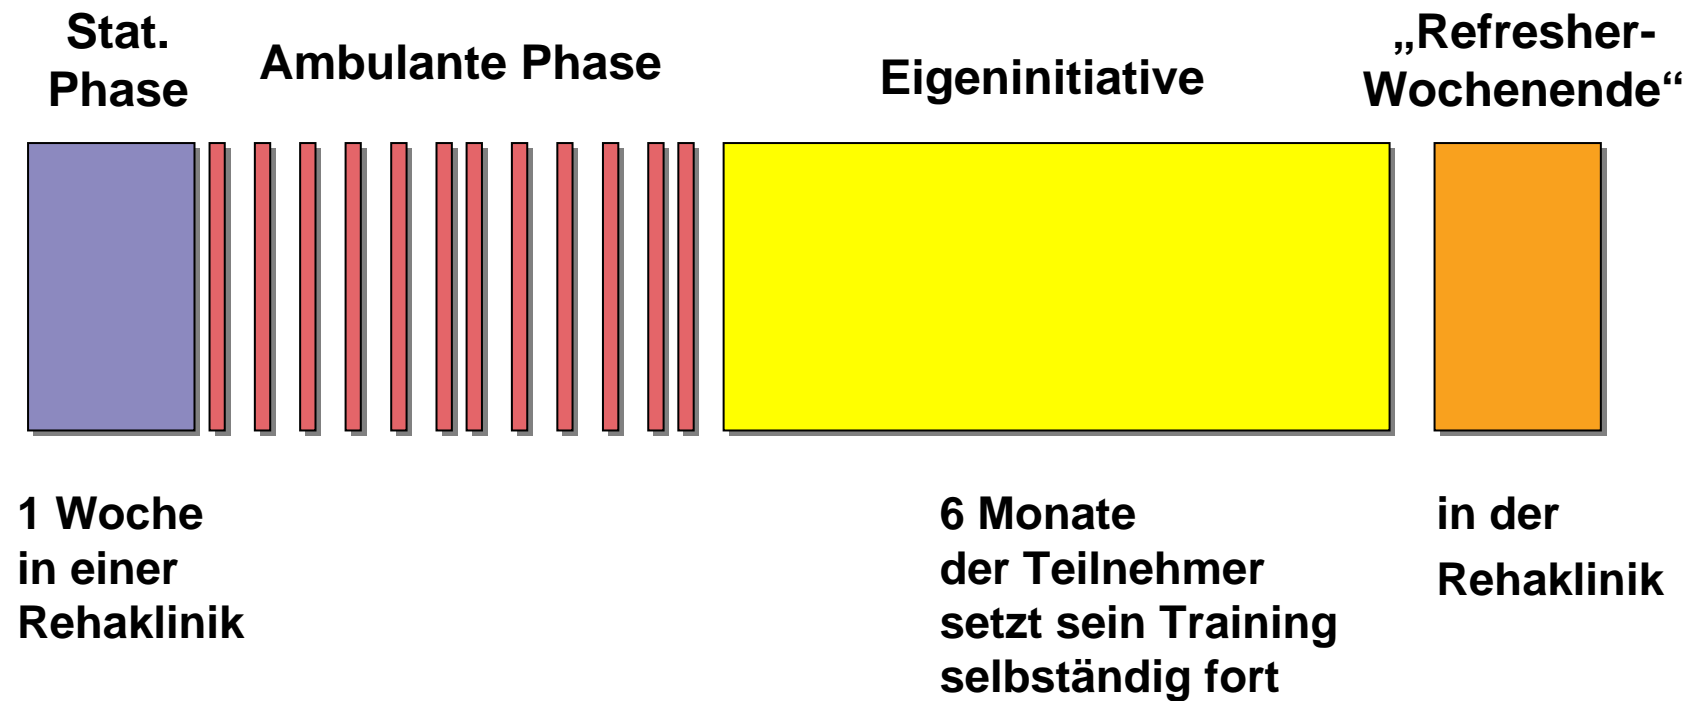 Stat.
Phase
Ambulante Phase
Eigeninitiative
„Refresher-
Wochenende“
1 Woche
in einer
Rehaklinik
6 Monate
der Teilnehmer
setzt sein Training
selbständig fort
in der
Rehaklinik